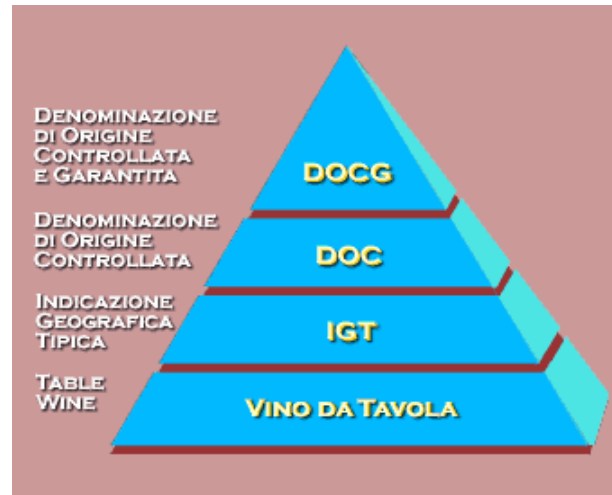 DENOMINAZIONE
DI ORIGINE
CONTROLLATA
E GARANTITA
DOCG
DENOMINAZIONE
DI ORIGINE
CONTROLLATA
DOC
INDICAZIONE
GEOGRAFICA
TIPICA
IGT
TABLE
WINE
VINO DA TAVOLA